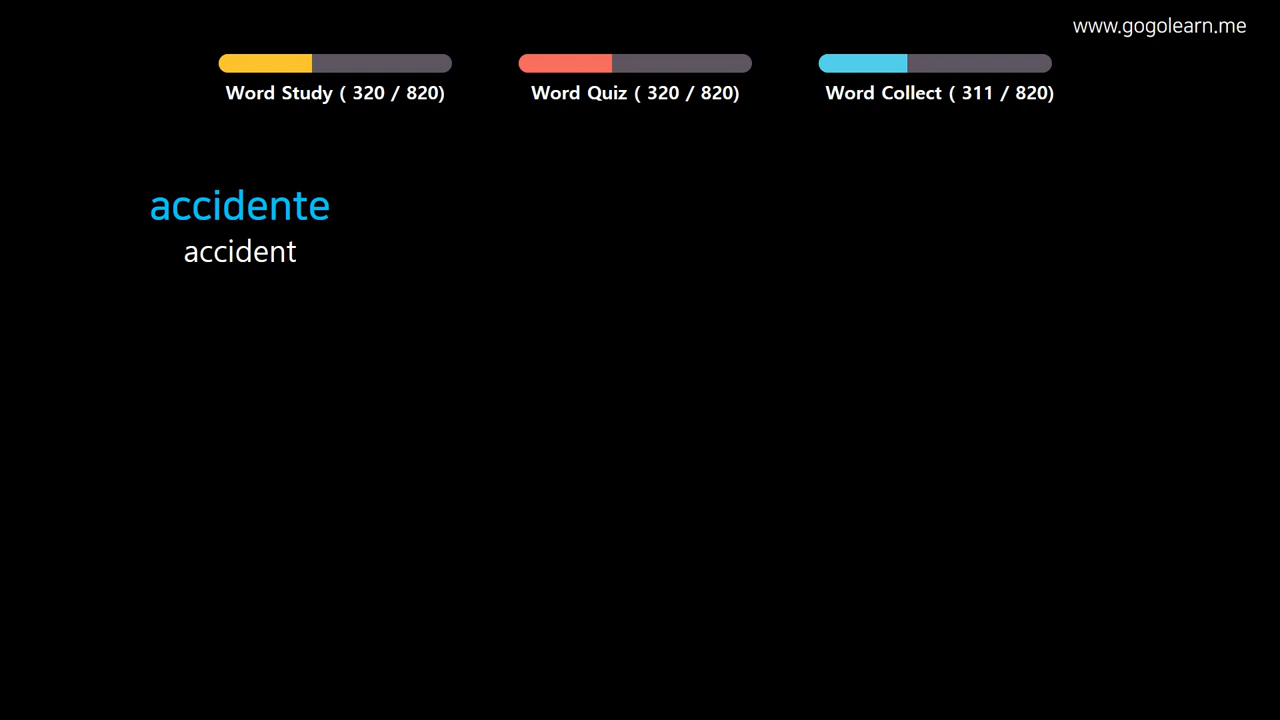 www.gogolearn.me
Word Study ( 320 / 820)
Word Quiz ( 320 / 820)
Word Collect ( 311 / 820)
accidente
accident